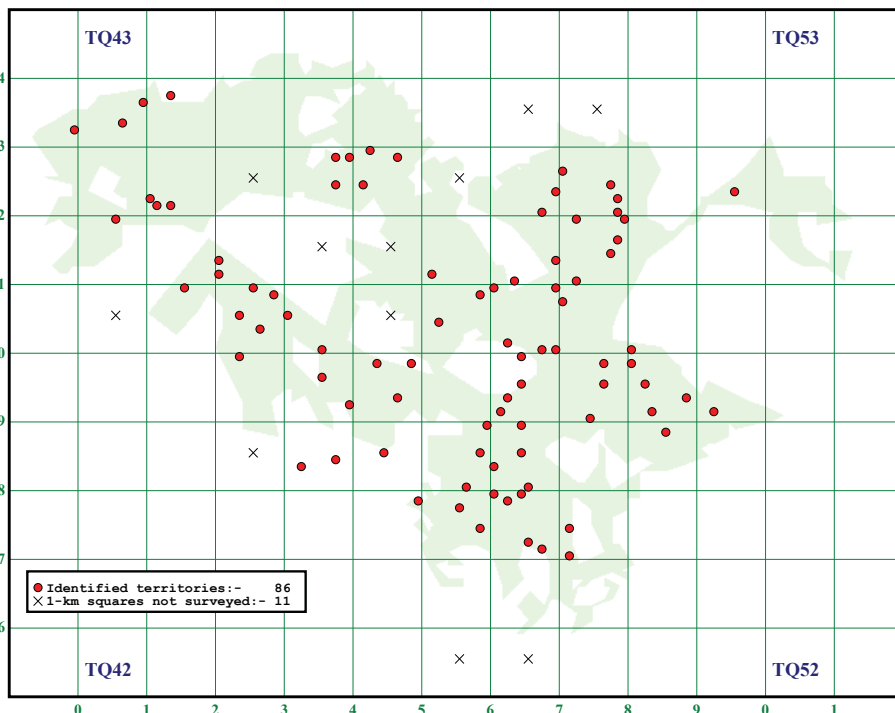 TQ43 TQ53
4
3
2
1
0
9
8
7
Identified territories:- 86
1-km squares not surveyed:- 11
6
TQ42 TQ52
0 1 2 3 4 5 6 7 8 9 0 1